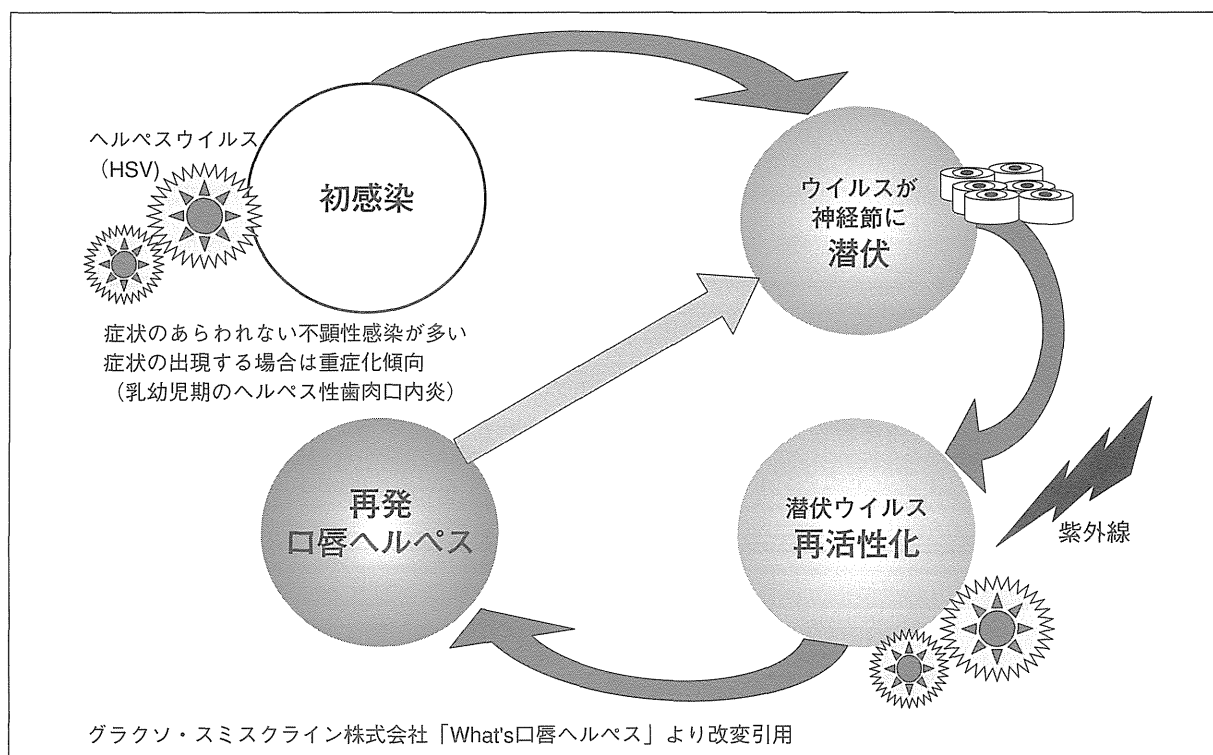 ヘルペスウイルス
（HSV）
初感染
ウイルスが
神経節に
潜伏
症状のあらわれない不顕性感染が多い
症状の出現する場合は重症化傾向
（乳幼児期のヘルペス性歯肉口内炎）
再発
口唇ヘルペス
潜伏ウイルス
再活性化
紫外線
グラクソ・スミスクライン株式会社「What's口唇ヘルペス」より改変引用